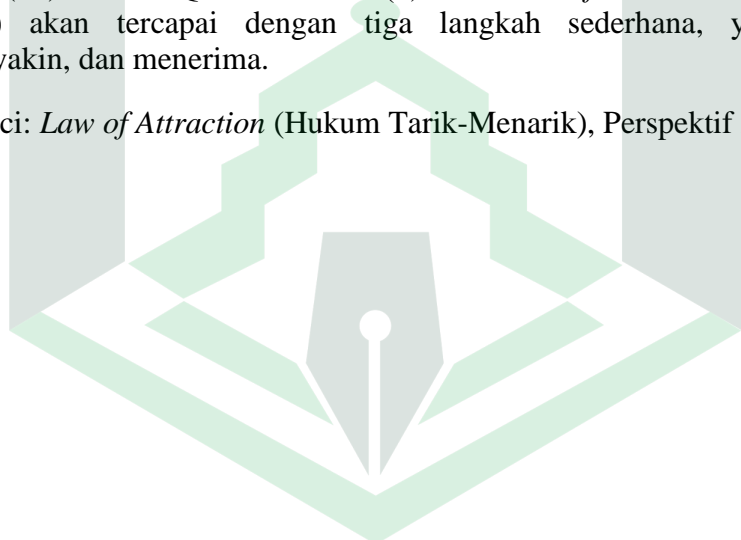 ) akan tercapai dengan tiga langkah sederhana,
yakin, dan menerima.
ci: Law of Attraction (Hukum Tarik-Menarik), Perspektif